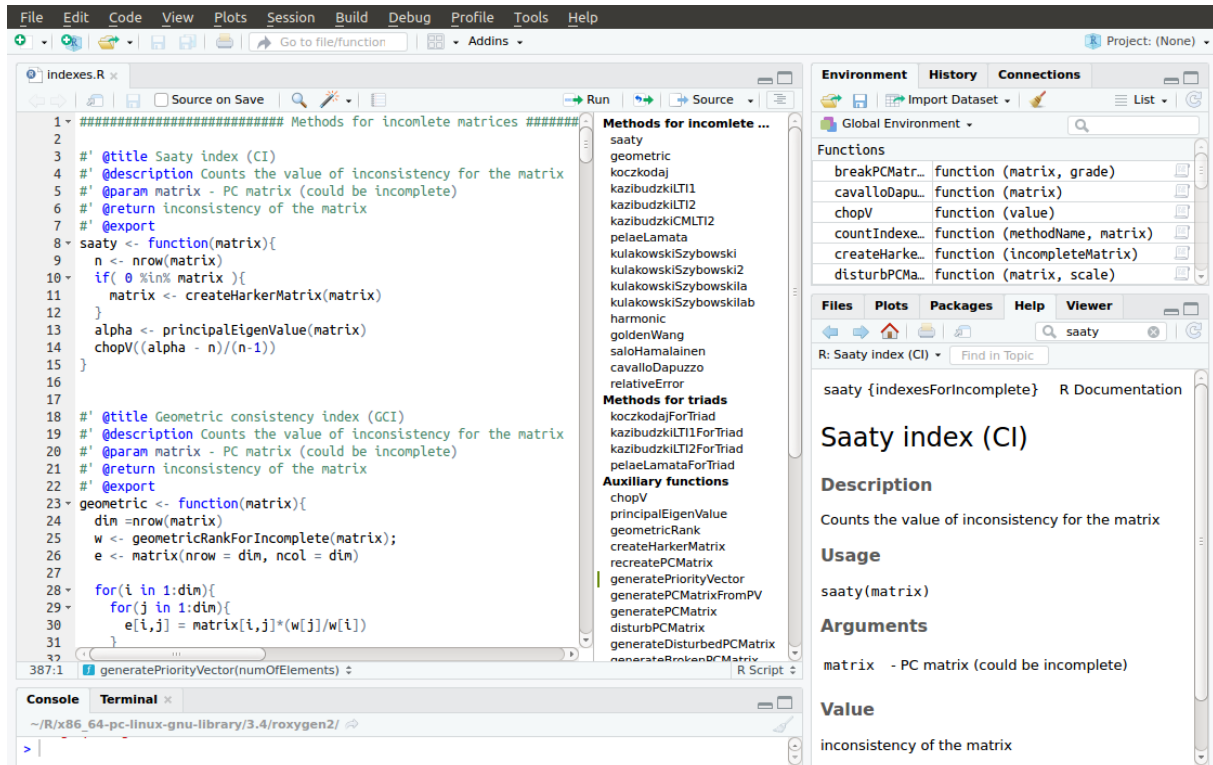 File Edit Code View Plots Session Build Debug Profile Tools Help
Go to file/function Addins Project: (None)
indexes.R
Source on Save Run Source
1 ########################### Methods for incomlete matrices #######
2
3 #' @title Saaty index (CI)
4 #' @description Counts the value of inconsistency for the matrix
5 #' @param matrix - PC matrix (could be incomplete)
6 #' @return inconsistency of the matrix
7 #' @export
8 saaty <- function(matrix){
9 n <- nrow(matrix)
10 if( 0 %in% matrix ){
11 matrix <- createHarkerMatrix(matrix)
12 }
13 alpha <- principalEigenValue(matrix)
14 chopV((alpha - n)/(n-1))
15 }
16
17
18 #' @title Geometric consistency index (GCI)
19 #' @description Counts the value of inconsistency for the matrix
20 #' @param matrix - PC matrix (could be incomplete)
21 #' @return inconsistency of the matrix
22 #' @export
23 geometric <- function(matrix){
24 dim =nrow(matrix)
25 w <- geometricRankForIncomplete(matrix);
26 e <- matrix(nrow = dim, ncol = dim)
27
28 for(i in 1:dim){
29 for(j in 1:dim){
30 e[i,j] = matrix[i,j]*(w[j]/w[i])
31 }
32
Methods for incomlete ...
saaty
geometric
koczkodaj
kazibudzkiLTI1
kazibudzkiLTI2
kazibudzkiCMLTI2
pelaeLamata
kulakowskiSzybowski
kulakowskiSzybowski2
kulakowskiSzybowskiIa
kulakowskiSzybowskiIab
harmonic
goldenWang
saloHamalainen
cavalloDapuzzo
relativeError
Methods for triads
koczkodajForTriad
kazibudzkiLTI1ForTriad
kazibudzkiLTI2ForTriad
pelaeLamataForTriad
Auxiliary functions
chopV
principalEigenValue
geometricRank
createHarkerMatrix
recreatePCMatrix
generatePriorityVector
generatePCMatrixFromPV
generatePCMatrix
disturbPCMatrix
generateDisturbedPCMatrix
generateBrokenPCMatrix
387:1 generatePriorityVector(numOfElements) R Script
Console Terminal
~/R/x86_64-pc-linux-gnu-library/3.4/roxygen2/
>
Environment History Connections
Import Dataset List
Global Environment
Functions
breakPCMatr… function (matrix, grade)
cavalloDapu… function (matrix)
chopV function (value)
countIndexe… function (methodName, matrix)
createHarke… function (incompleteMatrix)
disturbPCMa… function (matrix, scale)
Files Plots Packages Help Viewer
saaty
R: Saaty index (CI) Find in Topic
saaty {indexesForIncomplete} R Documentation
Saaty index (CI)
Description
Counts the value of inconsistency for the matrix
Usage
saaty(matrix)
Arguments
matrix - PC matrix (could be incomplete)
Value
inconsistency of the matrix